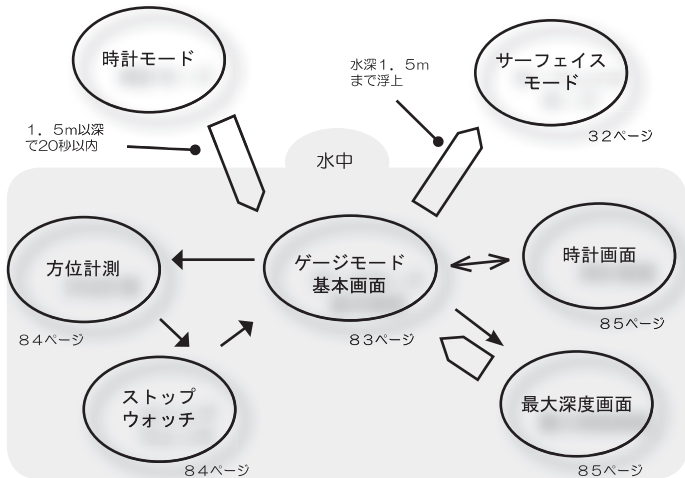 時計モード
サーフェイス
モード
32ページ
水深1．5m
まで浮上
1．5m以深
で20秒以内
水中
方位計測
84ページ
ゲージモード
基本画面
83ページ
時計画面
85ページ
ストップ
ウォッチ
84ページ
最大深度画面
85ページ